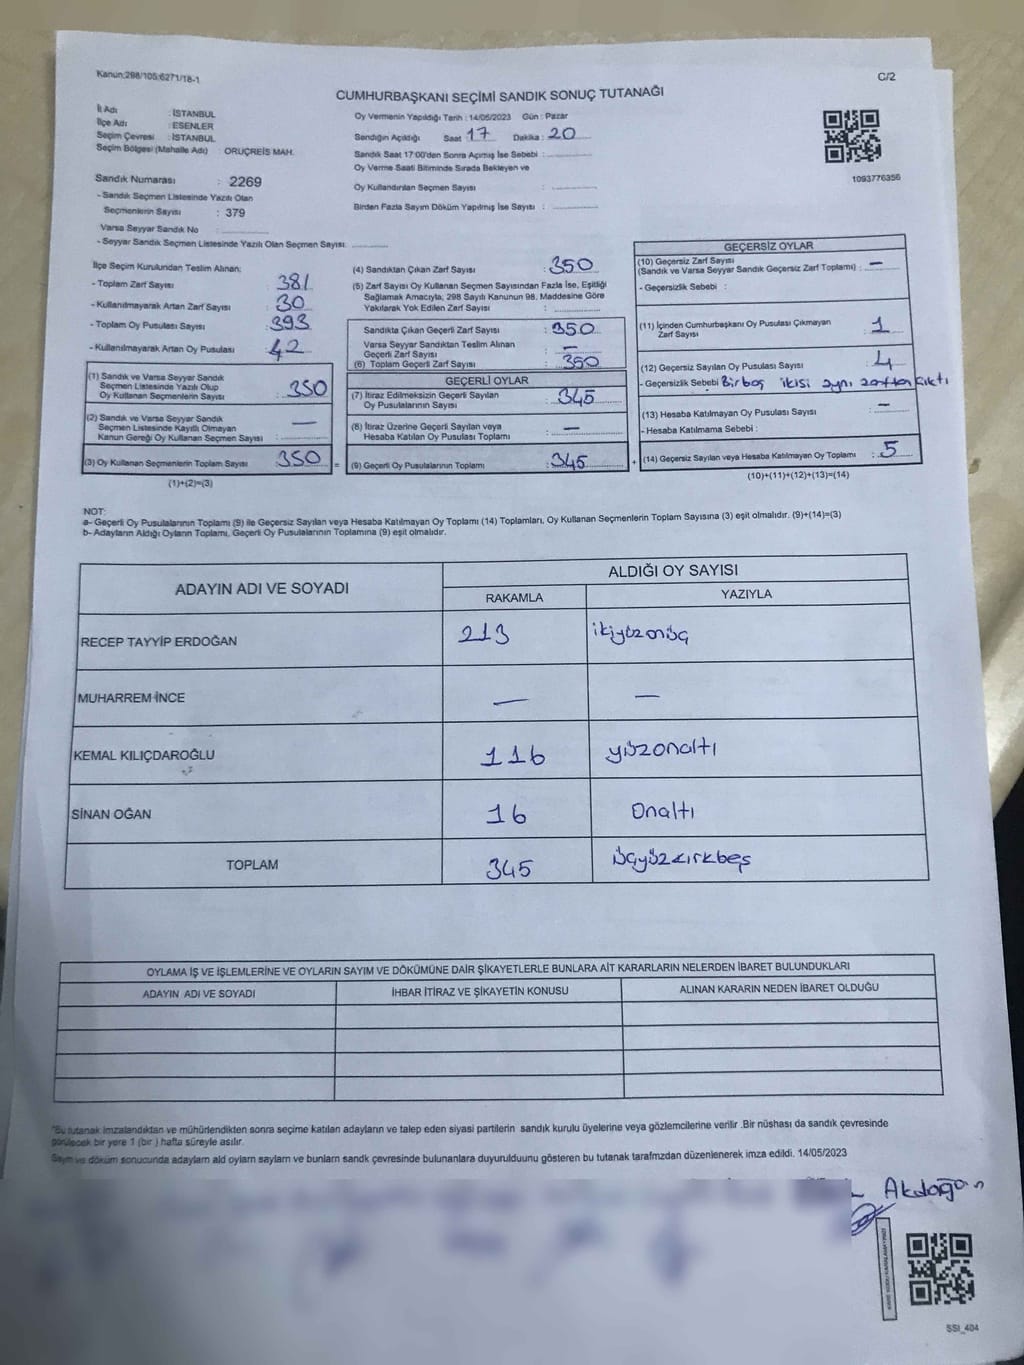 Kanun:298/105;6271/18-1
C/2
CUMHURBAŞKANI SEÇİMİ SANDIK SONUÇ TUTANAĞI
İl Adı : İSTANBUL
İlçe Adı : ESENLER
Seçim Çevresi : İSTANBUL
Seçim Bölgesi (Mahalle Adı) : ORUÇREİS MAH.
Sandık Numarası : 2269
- Sandık Seçmen Listesinde Yazılı Olan
Seçmenlerin Sayısı : 379
Varsa Seyyar Sandık No :
- Seyyar Sandık Seçmen Listesinde Yazılı Olan Seçmen Sayısı:
Oy Vermenin Yapıldığı Tarih : 14/05/2023 Gün : Pazar
Sandığın Açıldığı Saat 17 Dakika : 20
Sandık Saat 17:00'den Sonra Açılmış İse Sebebi :
Oy Verme Saati Bitiminde Sırada Bekleyen ve
Oy Kullandırılan Seçmen Sayısı :
Birden Fazla Sayım Döküm Yapılmış İse Sayısı :
1093776356
İlçe Seçim Kurulundan Teslim Alınan:
- Toplam Zarf Sayısı : 381
- Kullanılmayarak Artan Zarf Sayısı : 30
- Toplam Oy Pusulası Sayısı : 393
- Kullanılmayarak Artan Oy Pusulası : 42
(1) Sandık ve Varsa Seyyar Sandık
Seçmen Listesinde Yazılı Olup
Oy Kullanan Seçmenlerin Sayısı : 350
(2) Sandık ve Varsa Seyyar Sandık
Seçmen Listesinde Kayıtlı Olmayan
Kanun Gereği Oy Kullanan Seçmen Sayısı : —
(3) Oy Kullanan Seçmenlerin Toplam Sayısı : 350 =
(1)+(2)=(3)
(4) Sandıktan Çıkan Zarf Sayısı : 350
(5) Zarf Sayısı Oy Kullanan Seçmen Sayısından Fazla İse, Eşitliği
Sağlamak Amacıyla; 298 Sayılı Kanunun 98. Maddesine Göre
Yakılarak Yok Edilen Zarf Sayısı :
Sandıkta Çıkan Geçerli Zarf Sayısı : 350
Varsa Seyyar Sandıktan Teslim Alınan
Geçerli Zarf Sayısı : —
(6) Toplam Geçerli Zarf Sayısı : 350
GEÇERLİ OYLAR
(7) İtiraz Edilmeksizin Geçerli Sayılan
Oy Pusulalarının Sayısı : 345
(8) İtiraz Üzerine Geçerli Sayılan veya
Hesaba Katılan Oy Pusulası Toplamı : —
(9) Geçerli Oy Pusulalarının Toplamı : 345 +
GEÇERSİZ OYLAR
(10) Geçersiz Zarf Sayısı
(Sandık ve Varsa Seyyar Sandık Geçersiz Zarf Toplamı) : —
- Geçersizlik Sebebi :
(11) İçinden Cumhurbaşkanı Oy Pusulası Çıkmayan
Zarf Sayısı : 1
(12) Geçersiz Sayılan Oy Pusulası Sayısı : 4
- Geçersizlik Sebebi : Bir boş ikisi aynı zarftan çıktı
(13) Hesaba Katılmayan Oy Pusulası Sayısı : —
- Hesaba Katılmama Sebebi :
(14) Geçersiz Sayılan veya Hesaba Katılmayan Oy Toplamı : 5
(10)+(11)+(12)+(13)=(14)
NOT:
a- Geçerli Oy Pusulalarının Toplamı (9) ile Geçersiz Sayılan veya Hesaba Katılmayan Oy Toplamı (14) Toplamları, Oy Kullanan Seçmenlerin Toplam Sayısına (3) eşit olmalıdır. (9)+(14)=(3)
b- Adayların Aldığı Oyların Toplamı, Geçerli Oy Pusulalarının Toplamına (9) eşit olmalıdır.
ADAYIN ADI VE SOYADI
ALDIĞI OY SAYISI
RAKAMLA YAZIYLA
RECEP TAYYİP ERDOĞAN 213 ikiyüzonüç
MUHARREM İNCE — —
KEMAL KILIÇDAROĞLU 116 yüzonaltı
SİNAN OĞAN 16 Onaltı
TOPLAM 345 üçyüzkırkbeş
OYLAMA İŞ VE İŞLEMLERİNE VE OYLARIN SAYIM VE DÖKÜMÜNE DAİR ŞİKAYETLERLE BUNLARA AİT KARARLARIN NELERDEN İBARET BULUNDUKLARI
ADAYIN ADI VE SOYADI İHBAR İTİRAZ VE ŞİKAYETİN KONUSU ALINAN KARARIN NEDEN İBARET OLDUĞU
"Bu tutanak imzalandıktan ve mühürlendikten sonra seçime katılan adayların ve talep eden siyasi partilerin sandık kurulu üyelerine veya gözlemcilerine verilir .Bir nüshası da sandık çevresinde
görülecek bir yere 1 (bir ) hafta süreyle asılır.
Sayım ve döküm sonucunda adayların ald oyların sayıların ve bunların sandk çevresinde bulunanlara duyurulduunu gösteren bu tutanak tarafmzdan düzenlenerek imza edildi. 14/05/2023
Akdoğan
SSI_404